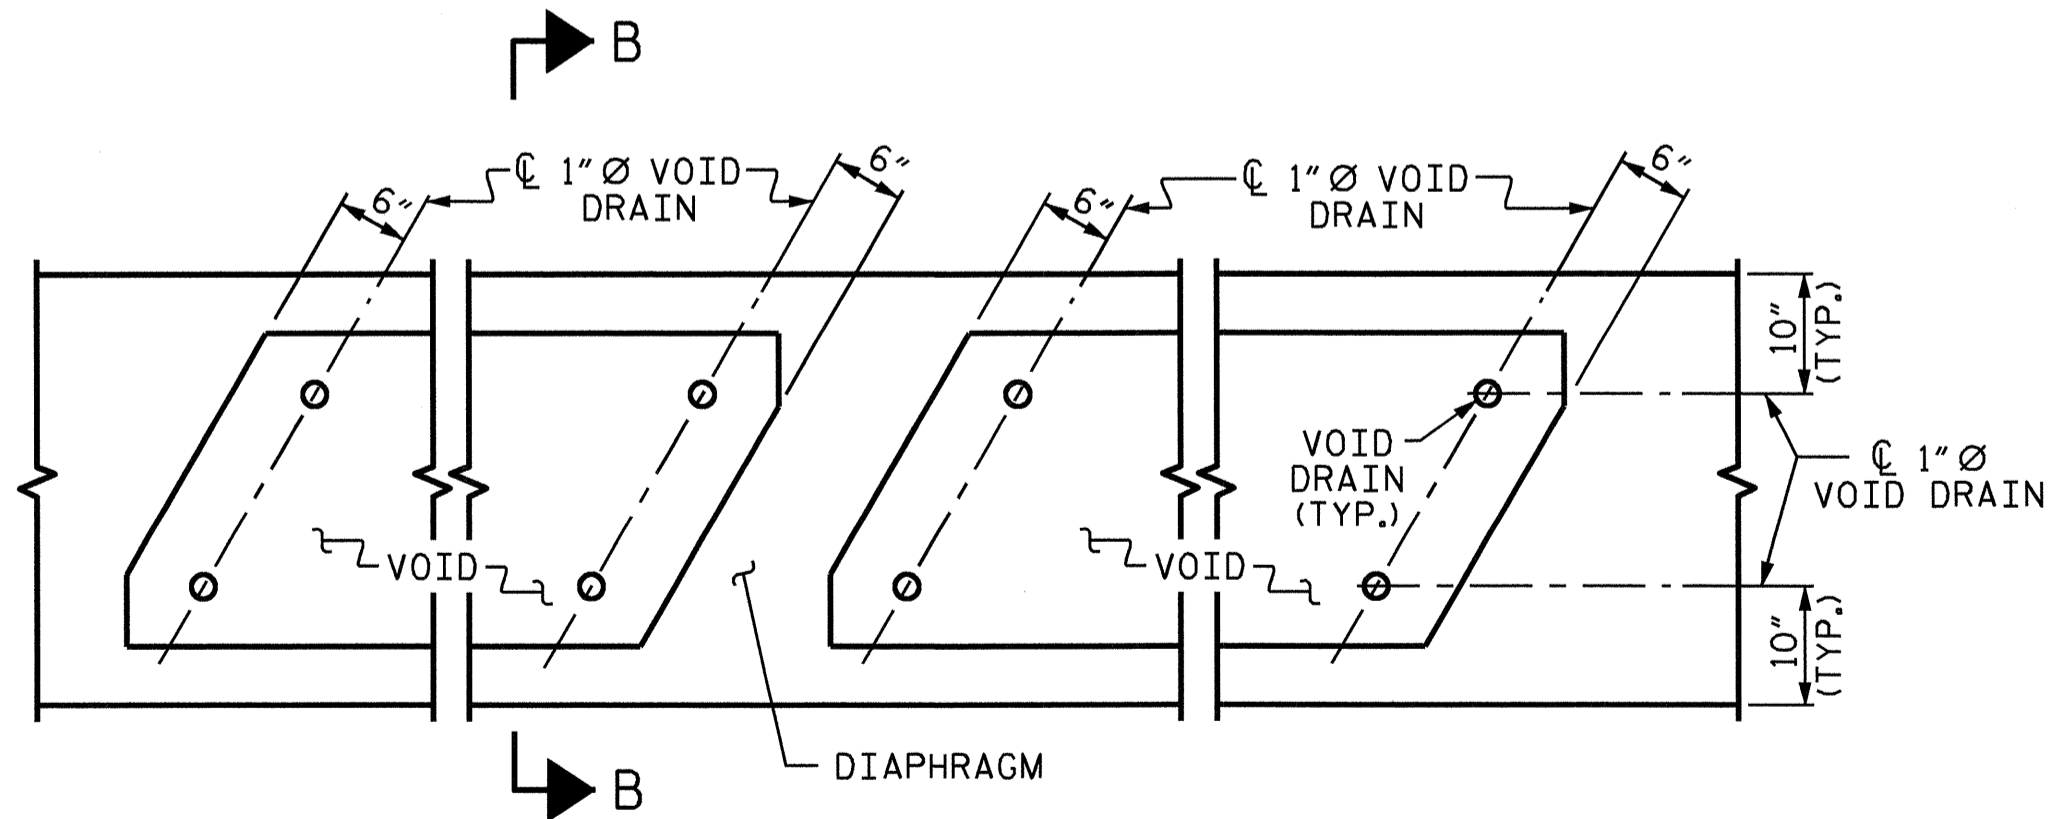 B
6"
℄ 1" Ø VOID
DRAIN
6"
6"
℄ 1" Ø VOID
DRAIN
6"
10"
(TYP.)
VOID
DRAIN
(TYP.)
℄ 1" Ø
VOID DRAIN
VOID
VOID
10"
(TYP.)
DIAPHRAGM
B